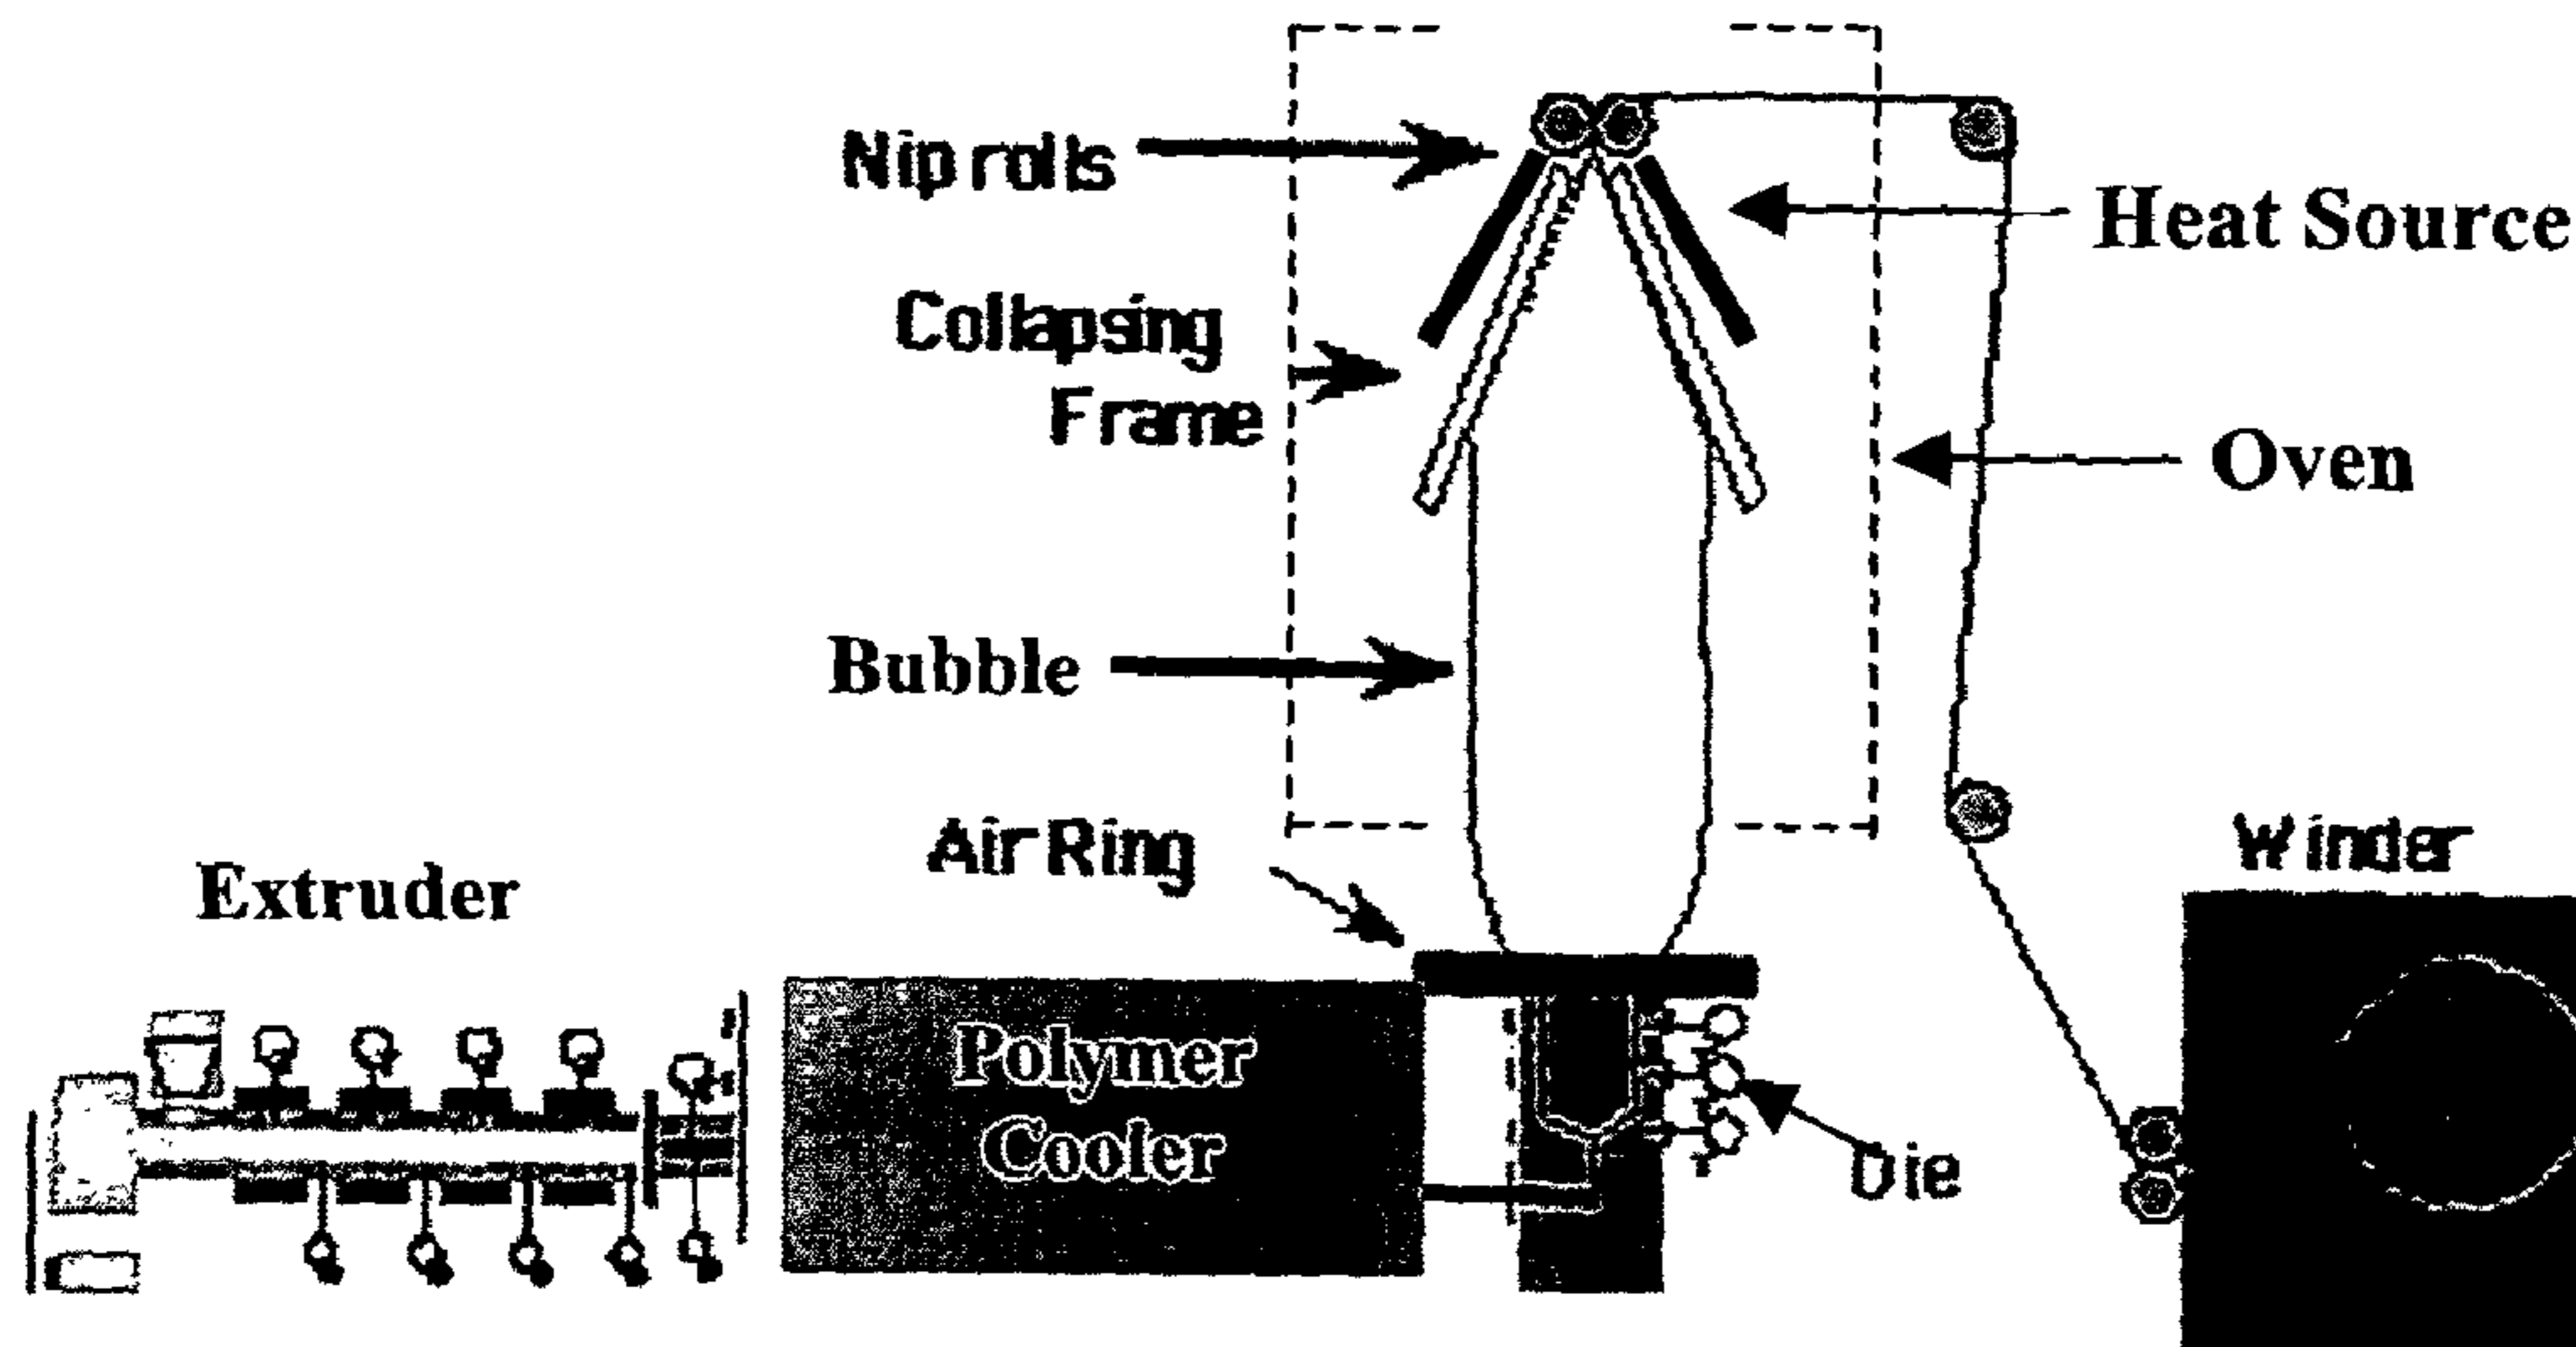 Nip rolls
Heat Source
Collapsing
Frame
Oven
Bubble
Air Ring
Winder
Extruder
Polymer
Cooler
Die